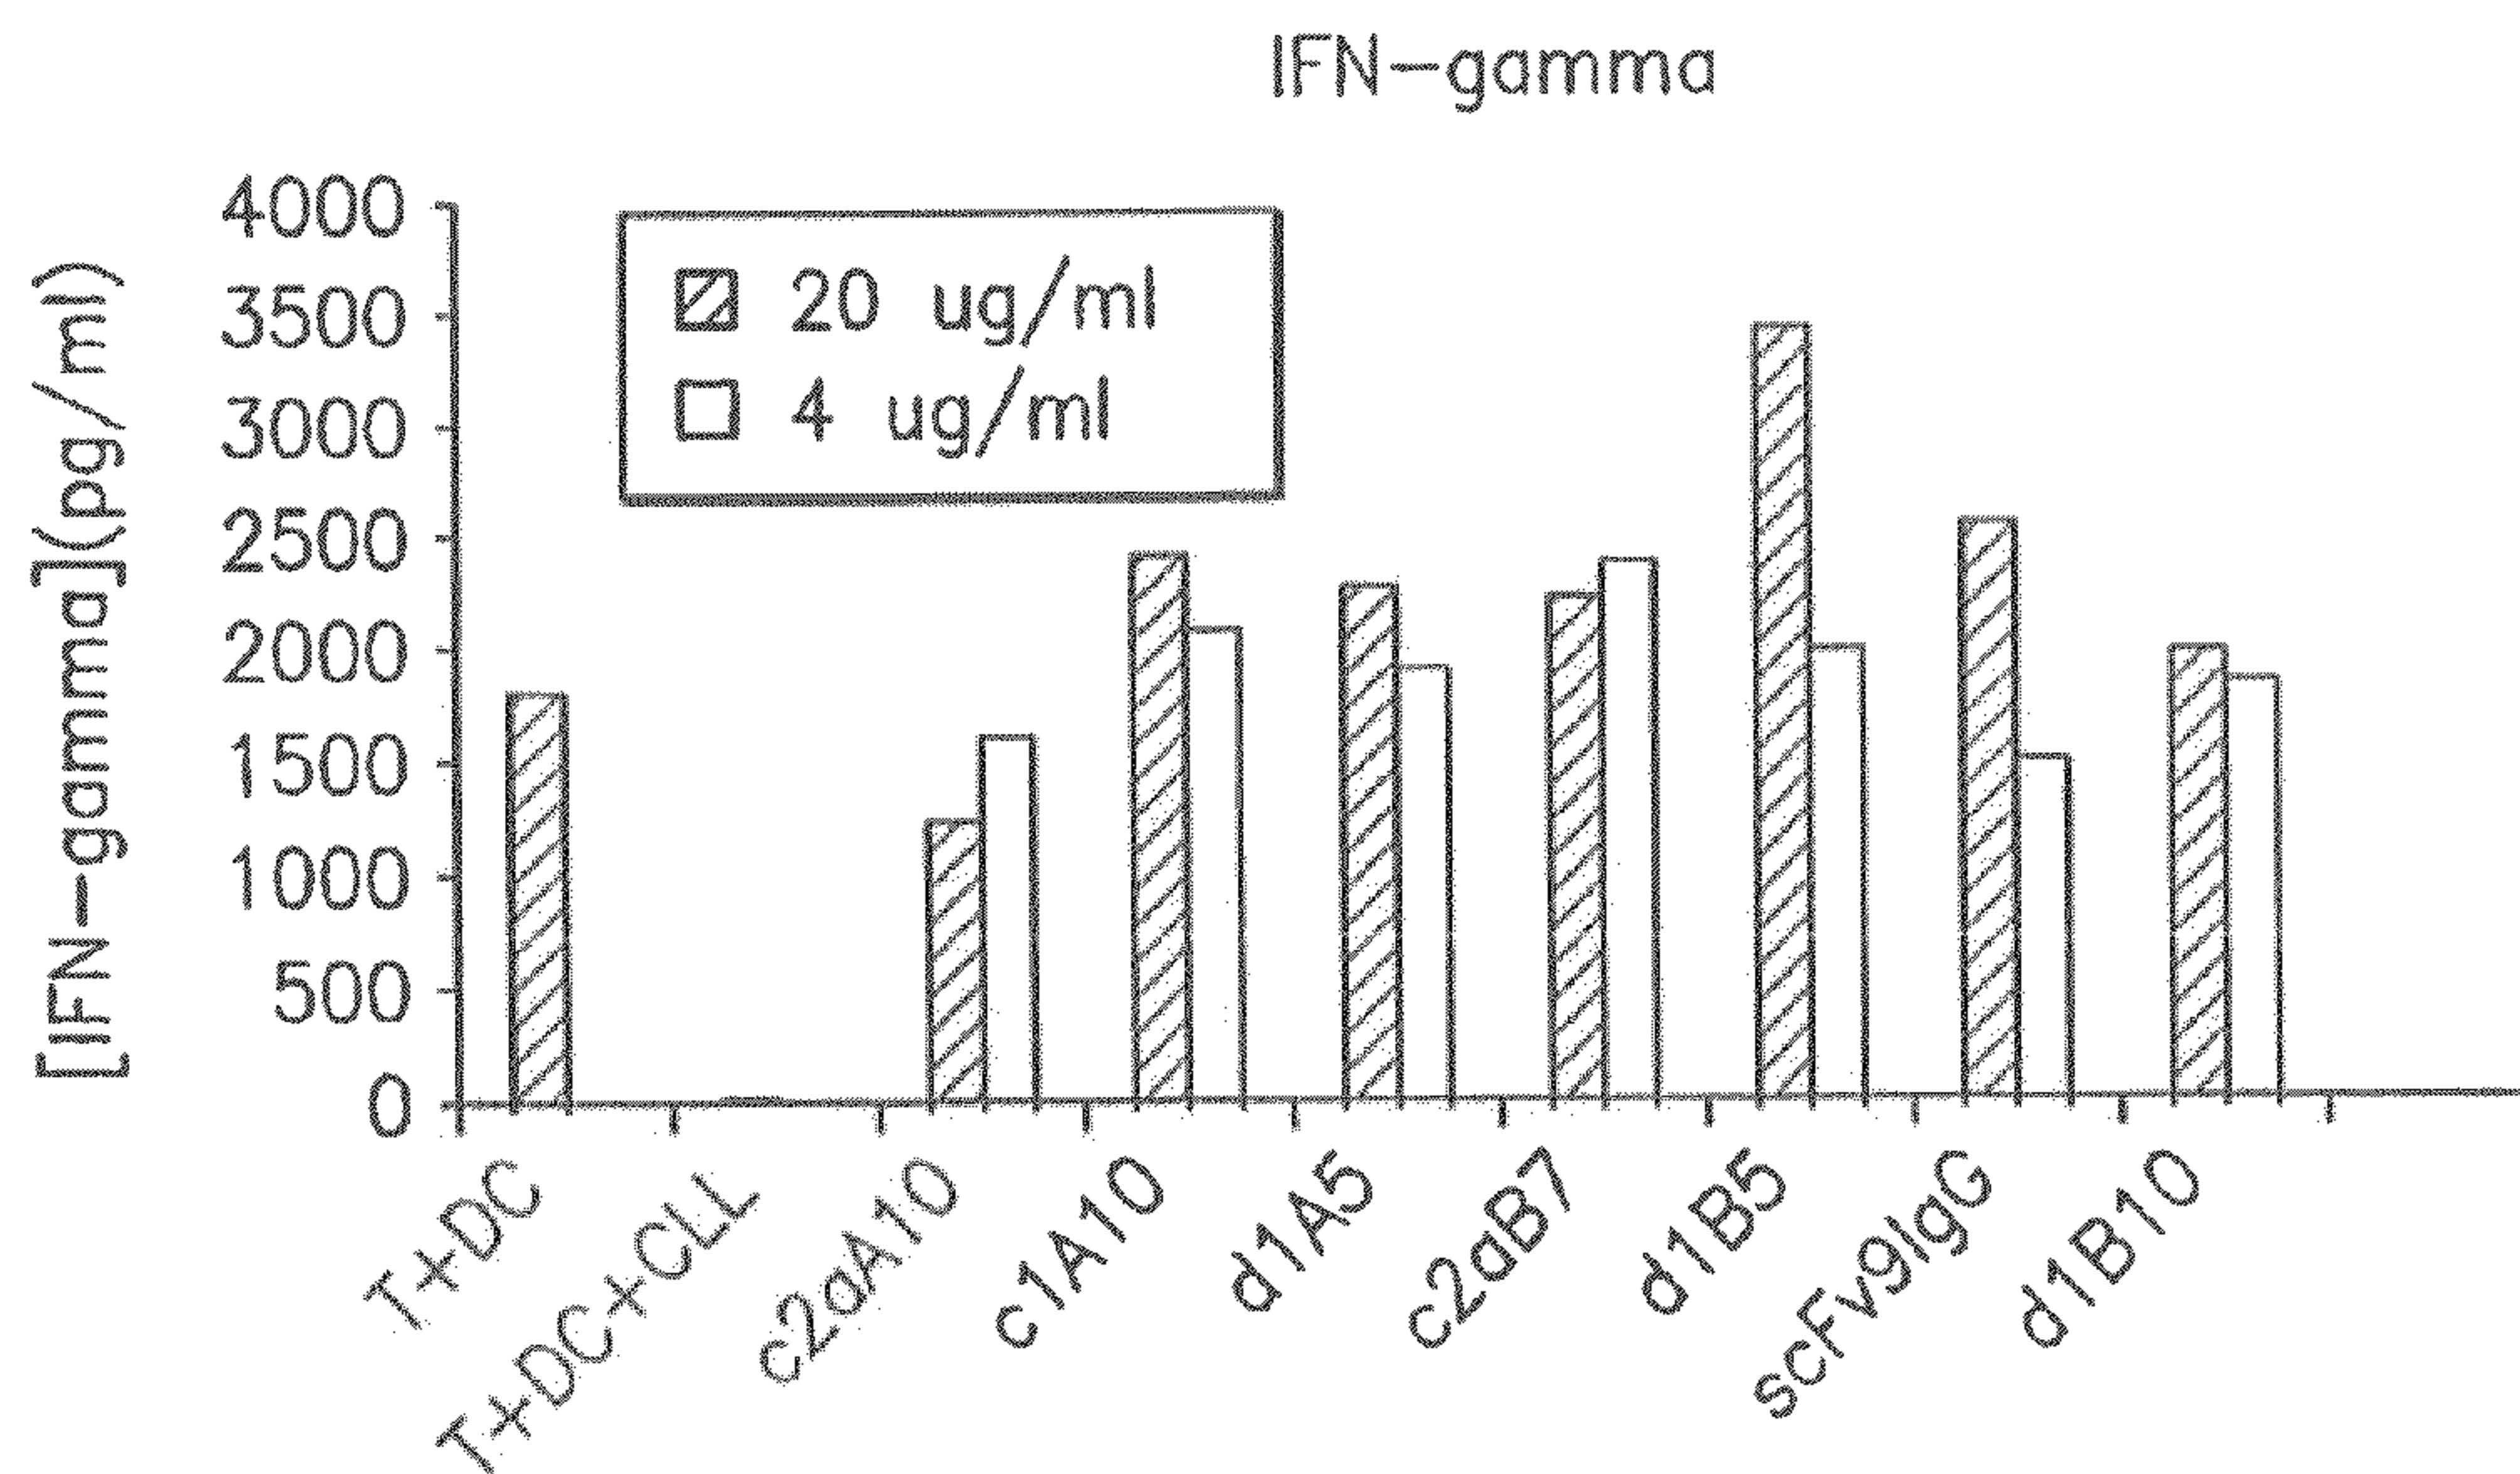 IFN-gamma
[IFN-gamma](pg/ml)
4000
3500
3000
2500
2000
1500
1000
500
0
20 ug/ml
4 ug/ml
T+DC
T+DC+CLL
c2aA10
c1A10
d1A5
c2aB7
d1B5
scFv9IgG
d1B10